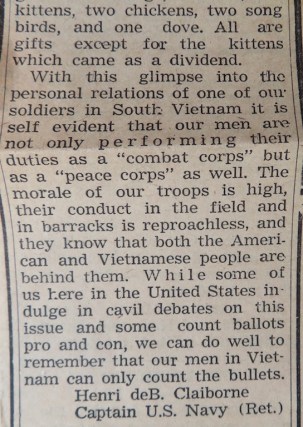 kittens, two chickens, two song
birds, and one dove. All are
gifts except for the kittens
which came as a dividend.
With this glimpse into the
personal relations of one of our
soldiers in South Vietnam it is
self evident that our men are
not only performing their
duties as a "combat corps" but
as a "peace corps" as well. The
morale of our troops is high,
their conduct in the field and
in barracks is reproachless, and
they know that both the Ameri-
can and Vietnamese people are
behind them. While some of
us here in the United States in-
dulge in cavil debates on this
issue and some count ballots
pro and con, we can do well to
remember that our men in Viet-
nam can only count the bullets.
Henri deB. Claiborne
Captain U.S. Navy (Ret.)